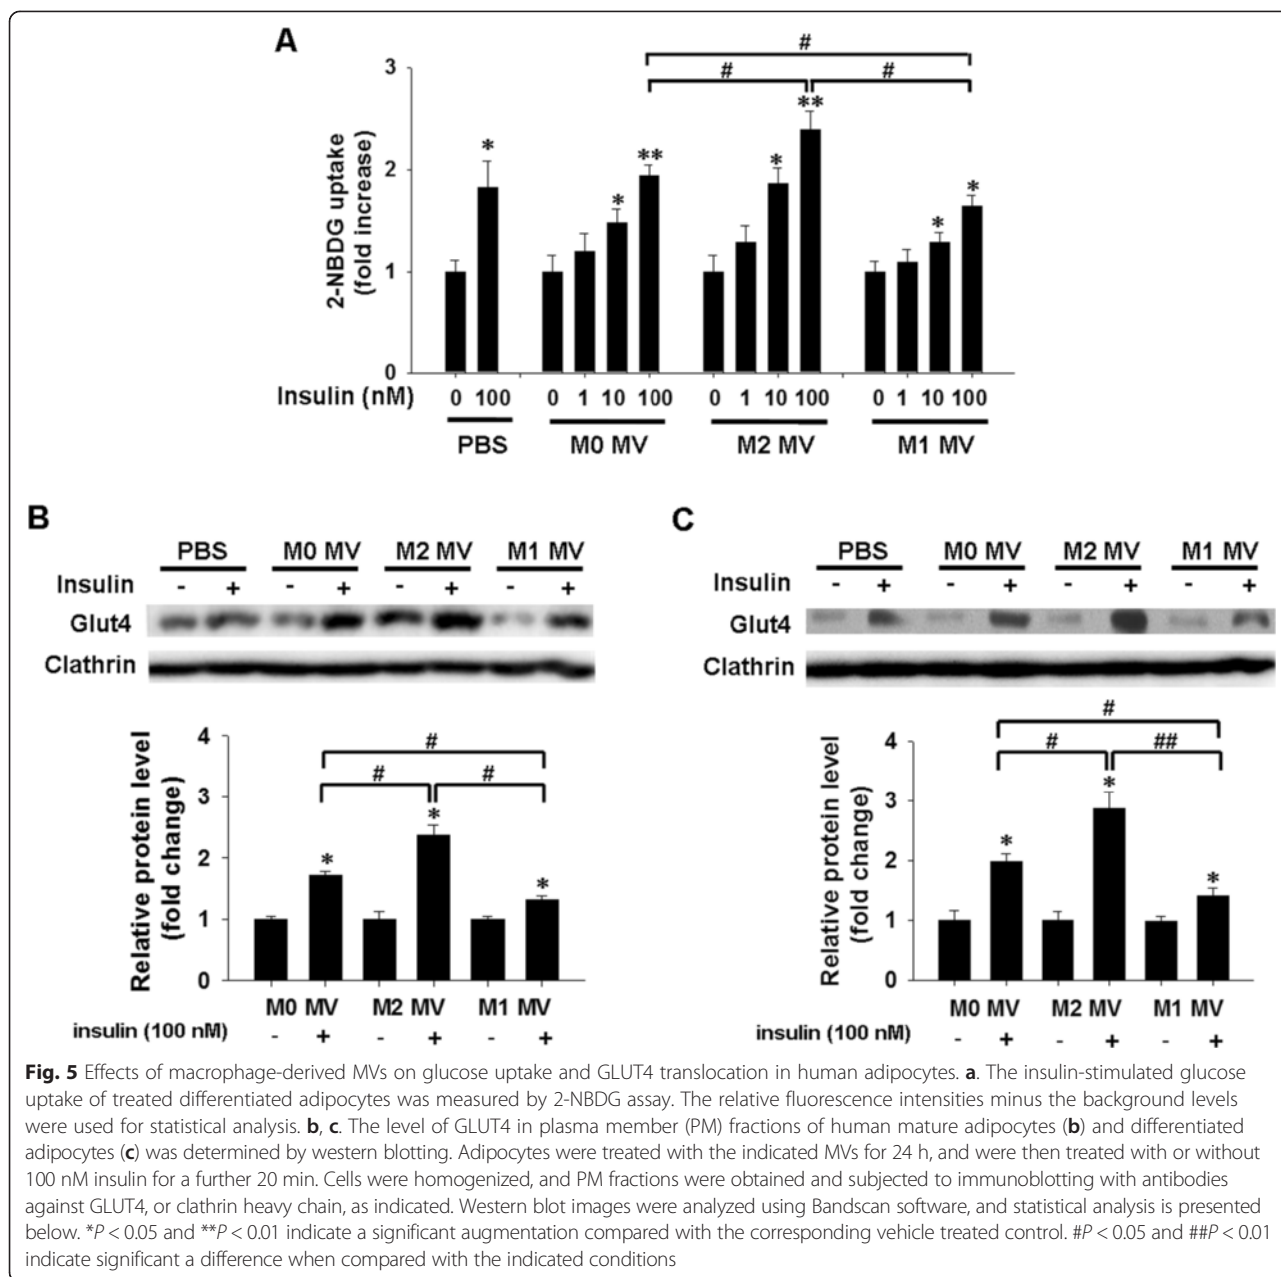 A
#
#
#
3
2
1
0
2-NBDG uptake
(fold increase)
*
*
**
*
**
*
*
Insulin (nM)
0 100 0 1 10 100 0 1 10 100 0 1 10 100
PBS M0 MV M2 MV M1 MV
B
PBS M0 MV M2 MV M1 MV
Insulin - + - + - + - +
Glut4
Clathrin
4
3
2
1
0
Relative protein level
(fold change)
#
#
#
*
*
*
M0 MV M2 MV M1 MV
insulin (100 nM) - + - + - +
C
PBS M0 MV M2 MV M1 MV
Insulin - + - + - + - +
Glut4
Clathrin
4
3
2
1
0
Relative protein level
(fold change)
#
#
##
*
*
*
M0 MV M2 MV M1 MV
insulin (100 nM) - + - + - +
Fig. 5 Effects of macrophage-derived MVs on glucose uptake and GLUT4 translocation in human adipocytes. a. The insulin-stimulated glucose
uptake of treated differentiated adipocytes was measured by 2-NBDG assay. The relative fluorescence intensities minus the background levels
were used for statistical analysis. b, c. The level of GLUT4 in plasma member (PM) fractions of human mature adipocytes (b) and differentiated
adipocytes (c) was determined by western blotting. Adipocytes were treated with the indicated MVs for 24 h, and were then treated with or without
100 nM insulin for a further 20 min. Cells were homogenized, and PM fractions were obtained and subjected to immunoblotting with antibodies
against GLUT4, or clathrin heavy chain, as indicated. Western blot images were analyzed using Bandscan software, and statistical analysis is presented
below. *P < 0.05 and **P < 0.01 indicate a significant augmentation compared with the corresponding vehicle treated control. #P < 0.05 and ##P < 0.01
indicate significant a difference when compared with the indicated conditions